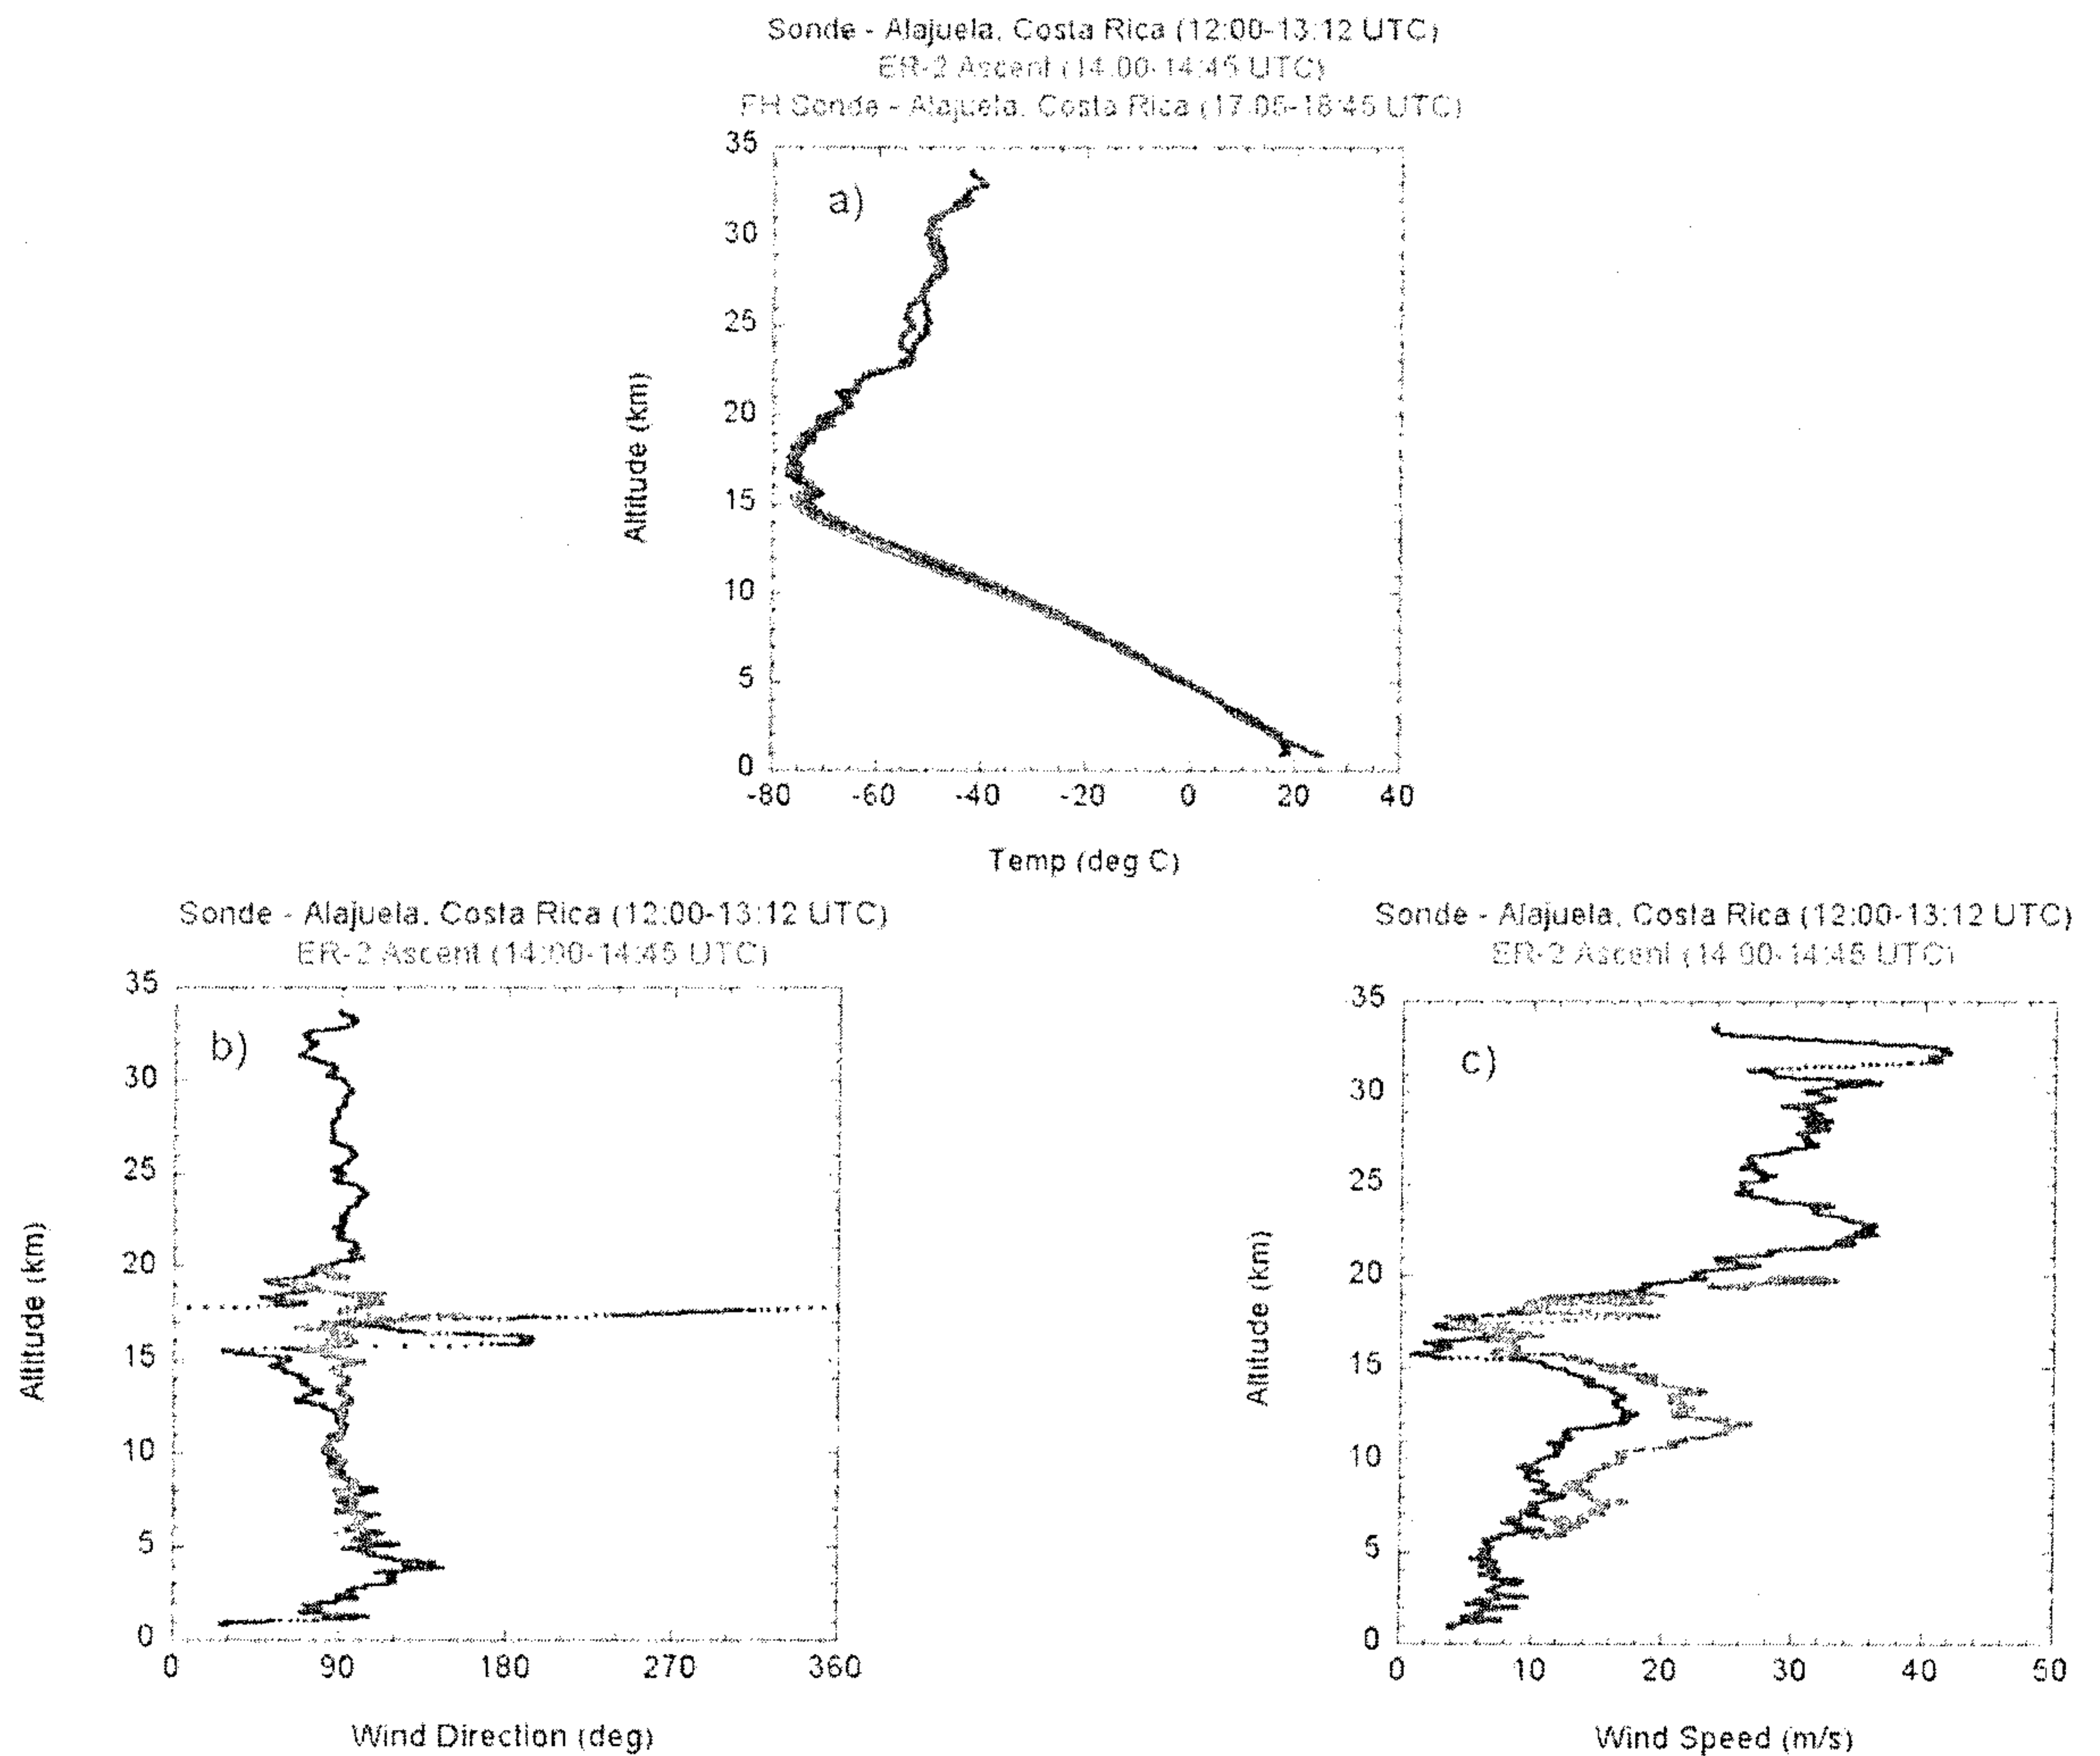 Sonde - Alajuela, Costa Rica (12:00-13:12 UTC)
ER-2 Ascent (14:00-14:45 UTC)
FH Sonde - Alajuela, Costa Rica (17:05-18:45 UTC)
a)
35
30
25
20
15
10
5
0
Altitude (km)
-80 -60 -40 -20 0 20 40
Temp (deg C)
Sonde - Alajuela, Costa Rica (12:00-13:12 UTC)
ER-2 Ascent (14:00-14:45 UTC)
b)
35
30
25
20
15
10
5
0
Altitude (km)
0 90 180 270 360
Wind Direction (deg)
Sonde - Alajuela, Costa Rica (12:00-13:12 UTC)
ER-2 Ascent (14:00-14:45 UTC)
c)
35
30
25
20
15
10
5
0
Altitude (km)
0 10 20 30 40 50
Wind Speed (m/s)